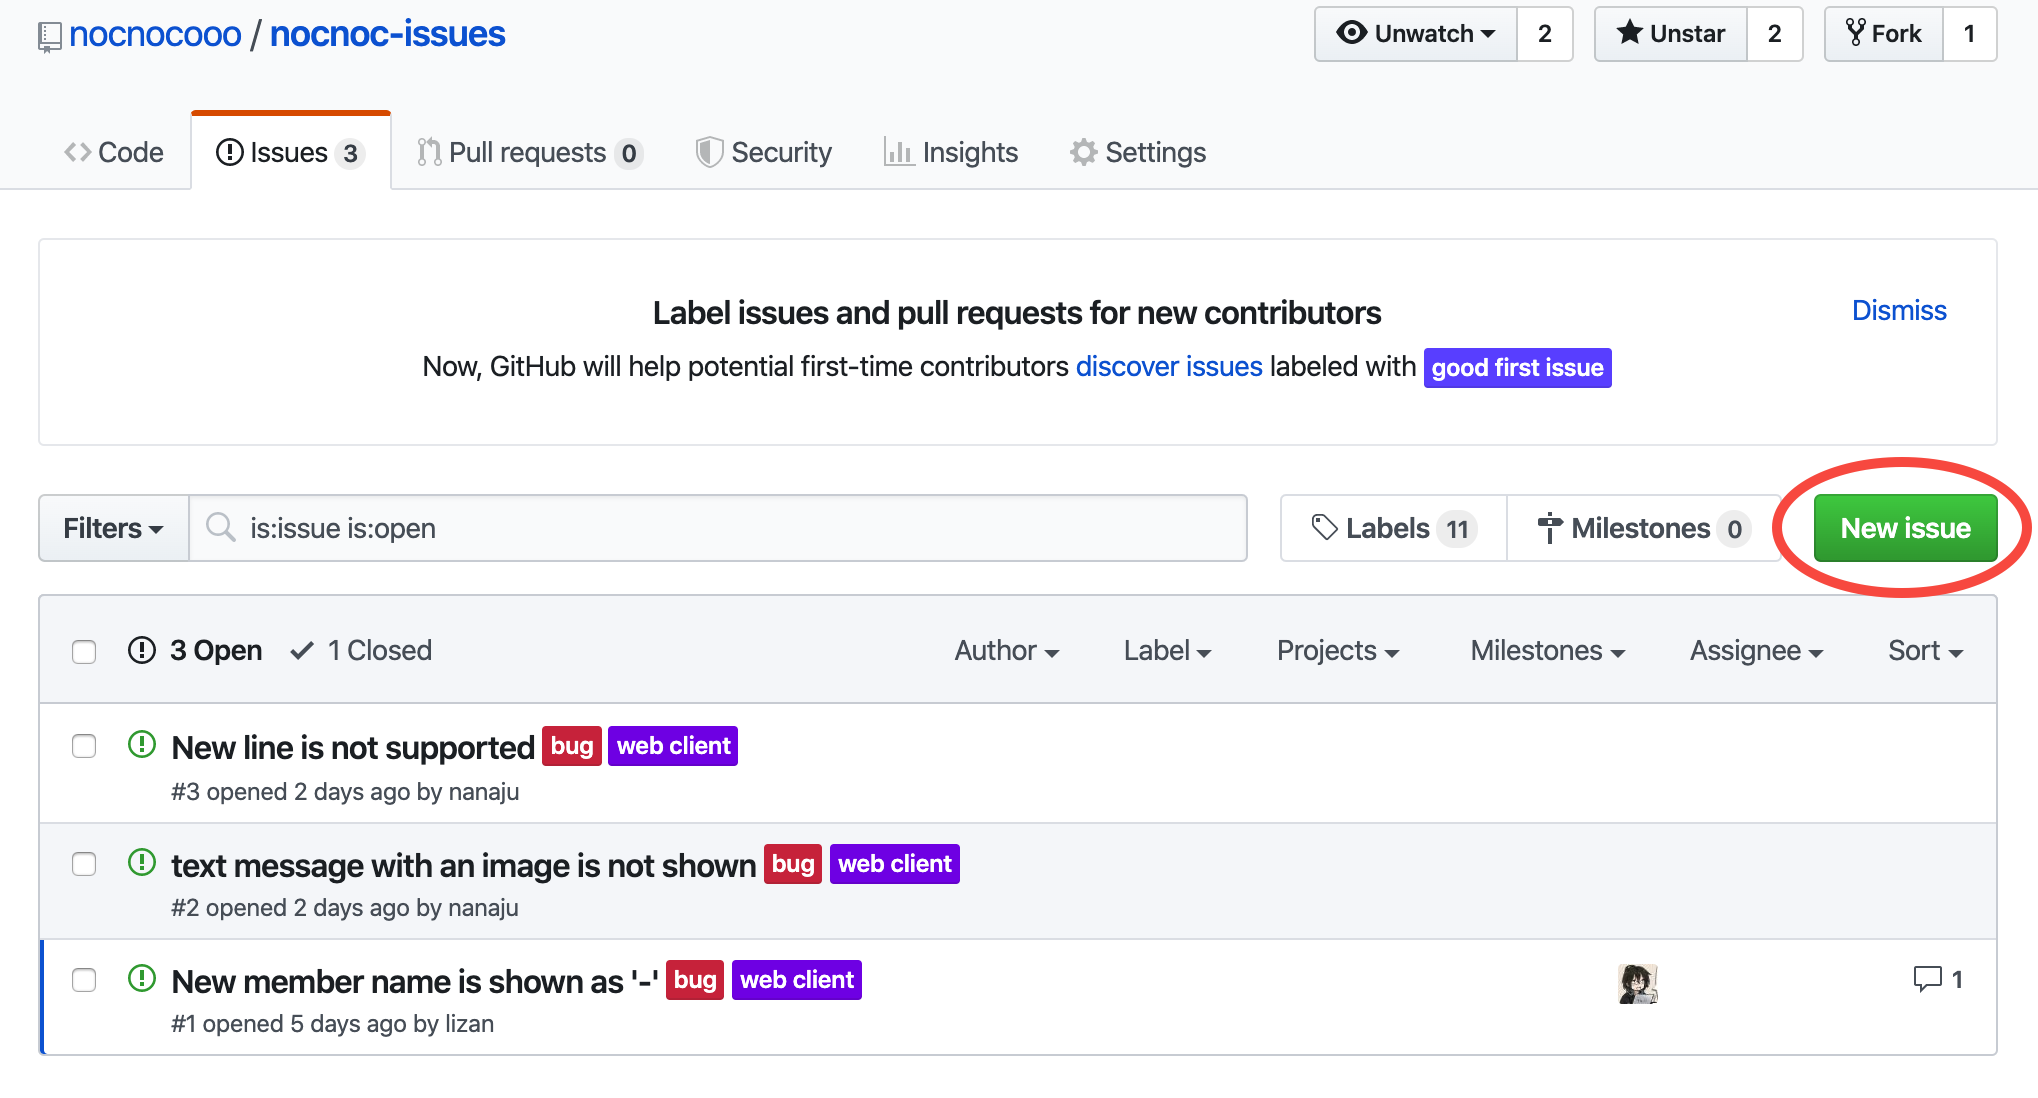 nocnocooo / nocnoc-issues
Unwatch 2 Unstar 2 Fork 1
Code Issues 3 Pull requests 0 Security Insights Settings
Label issues and pull requests for new contributors
Dismiss
Now, GitHub will help potential first-time contributors discover issues labeled with good first issue
Filters is:issue is:open Labels 11 Milestones 0 New issue
3 Open 1 Closed Author Label Projects Milestones Assignee Sort
New line is not supported bug web client
#3 opened 2 days ago by nanaju
text message with an image is not shown bug web client
#2 opened 2 days ago by nanaju
New member name is shown as '-' bug web client 1
#1 opened 5 days ago by lizan